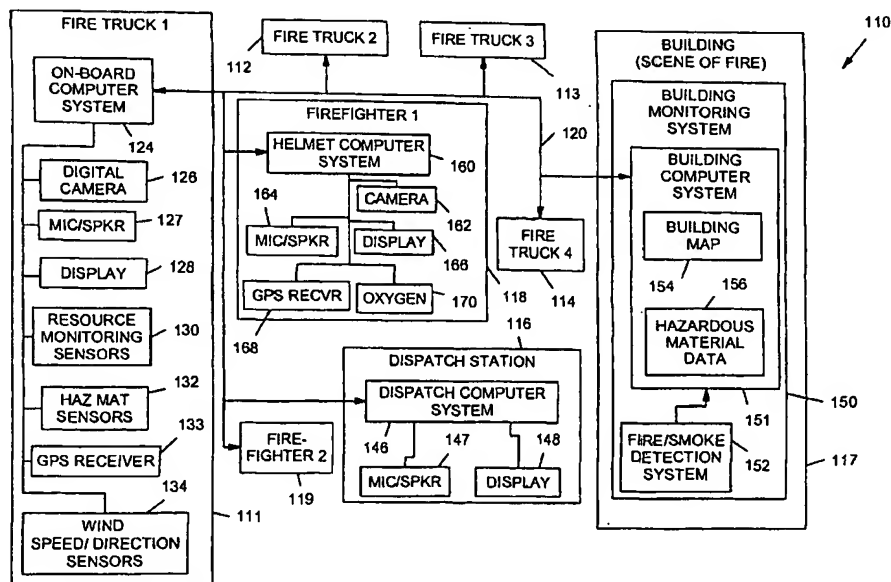 FIRE TRUCK 1
ON-BOARD
COMPUTER
SYSTEM
124
DIGITAL
CAMERA
126
MIC/SPKR
127
DISPLAY
128
RESOURCE
MONITORING
SENSORS
130
HAZ MAT
SENSORS
132
GPS RECEIVER
133
WIND
SPEED/ DIRECTION
SENSORS
134
111
FIRE TRUCK 2
112
FIRE TRUCK 3
113
FIREFIGHTER 1
HELMET COMPUTER
SYSTEM
160
CAMERA
162
164
MIC/SPKR
DISPLAY
166
GPS RECVR
168
OXYGEN
170
118
120
FIRE
TRUCK 4
114
116
DISPATCH STATION
DISPATCH COMPUTER
SYSTEM
146
147
148
MIC/SPKR
DISPLAY
FIRE-
FIGHTER 2
119
BUILDING
(SCENE OF FIRE)
BUILDING
MONITORING
SYSTEM
BUILDING
COMPUTER
SYSTEM
BUILDING
MAP
154
156
HAZARDOUS
MATERIAL
DATA
151
FIRE/SMOKE
DETECTION
SYSTEM
152
150
117
110